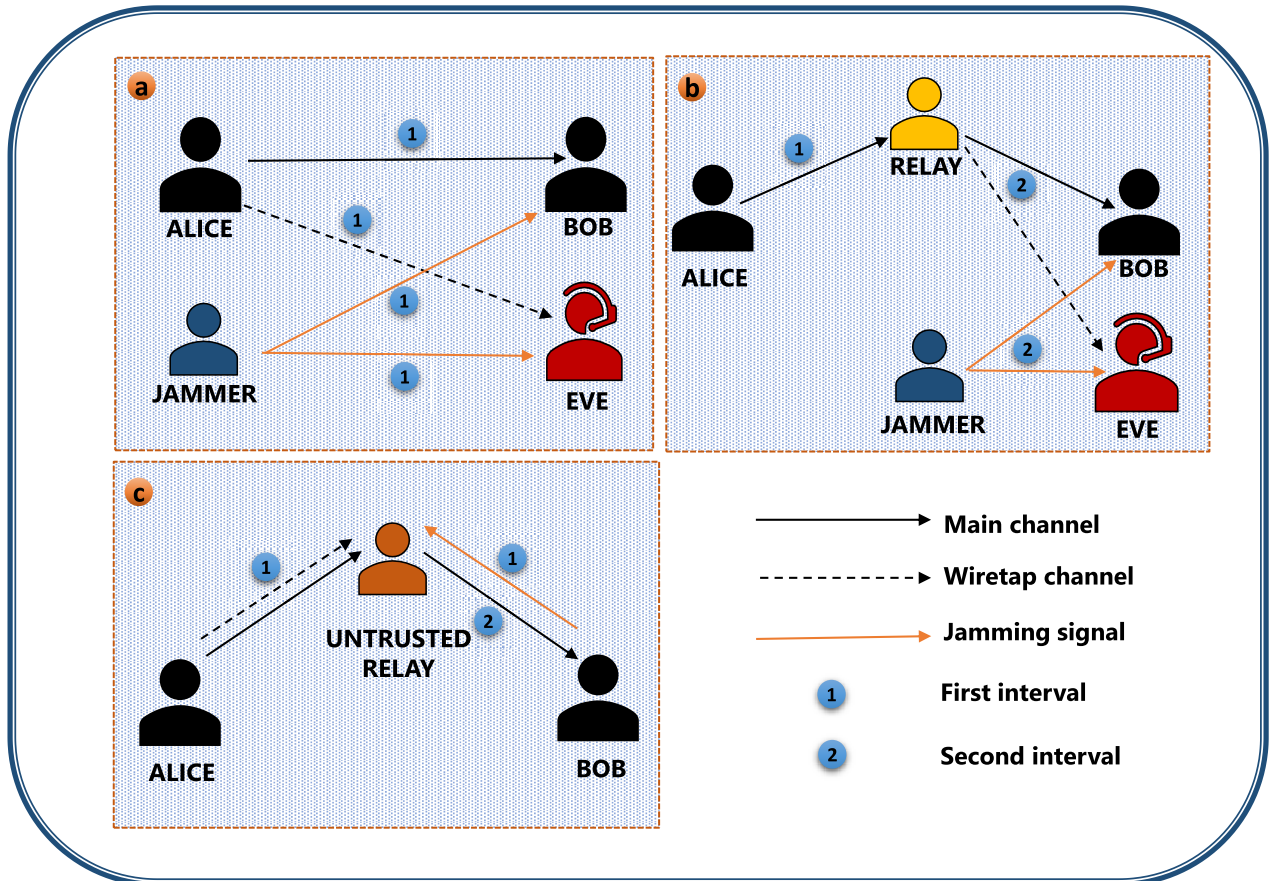 a
1
ALICE
BOB
1
1
JAMMER
1
EVE
b
1
RELAY
2
ALICE
BOB
2
JAMMER
EVE
c
1
1
UNTRUSTED
RELAY
2
ALICE
BOB
Main channel
Wiretap channel
Jamming signal
1 First interval
2 Second interval